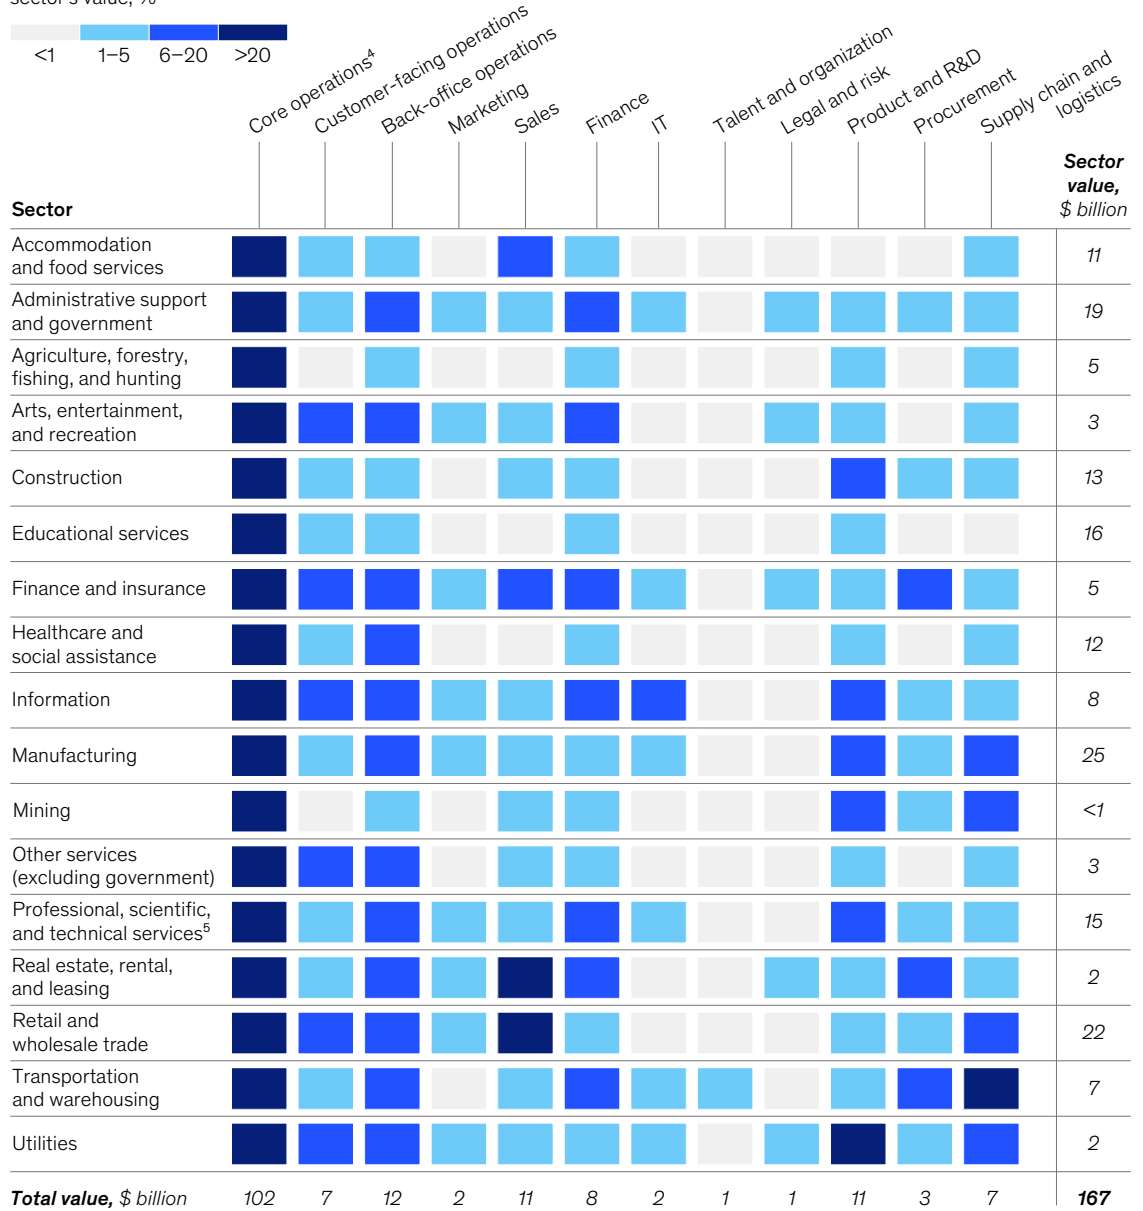 sector's value, %
<1 1–5 6–20 >20
Core operations⁴
Customer-facing operations
Back-office operations
Marketing
Sales
Finance
IT
Talent and organization
Legal and risk
Product and R&D
Procurement
Supply chain and
logistics
Sector
Sector
value,
$ billion
Accommodation
and food services
11
Administrative support
and government
19
Agriculture, forestry,
fishing, and hunting
5
Arts, entertainment,
and recreation
3
Construction
13
Educational services
16
Finance and insurance
5
Healthcare and
social assistance
12
Information
8
Manufacturing
25
Mining
<1
Other services
(excluding government)
3
Professional, scientific,
and technical services⁵
15
Real estate, rental,
and leasing
2
Retail and
wholesale trade
22
Transportation
and warehousing
7
Utilities
2
Total value, $ billion 102 7 12 2 11 8 2 1 1 11 3 7 167